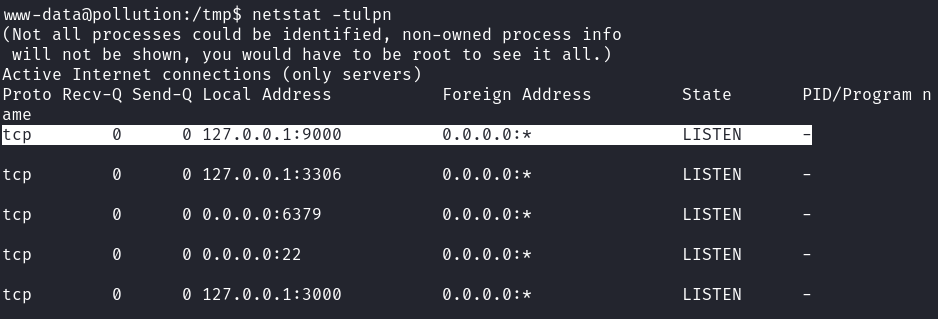 www-data@pollution:/tmp$ netstat -tulpn
(Not all processes could be identified, non-owned process info
 will not be shown, you would have to be root to see it all.)
Active Internet connections (only servers)
Proto Recv-Q Send-Q Local Address           Foreign Address         State       PID/Program n
ame
tcp        0      0 127.0.0.1:9000          0.0.0.0:*               LISTEN      -
tcp        0      0 127.0.0.1:3306          0.0.0.0:*               LISTEN      -
tcp        0      0 0.0.0.0:6379            0.0.0.0:*               LISTEN      -
tcp        0      0 0.0.0.0:22              0.0.0.0:*               LISTEN      -
tcp        0      0 127.0.0.1:3000          0.0.0.0:*               LISTEN      -